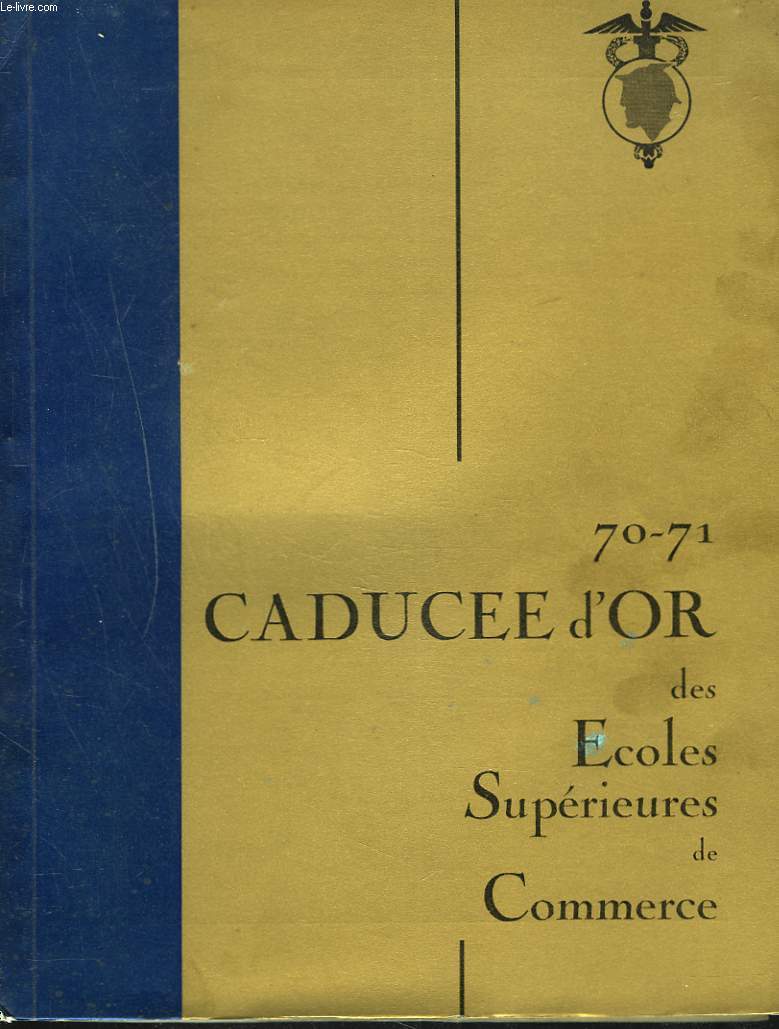 Le-livre.com
70-71
CADUCEE d'OR
des
Ecoles
Supérieures
de
Commerce